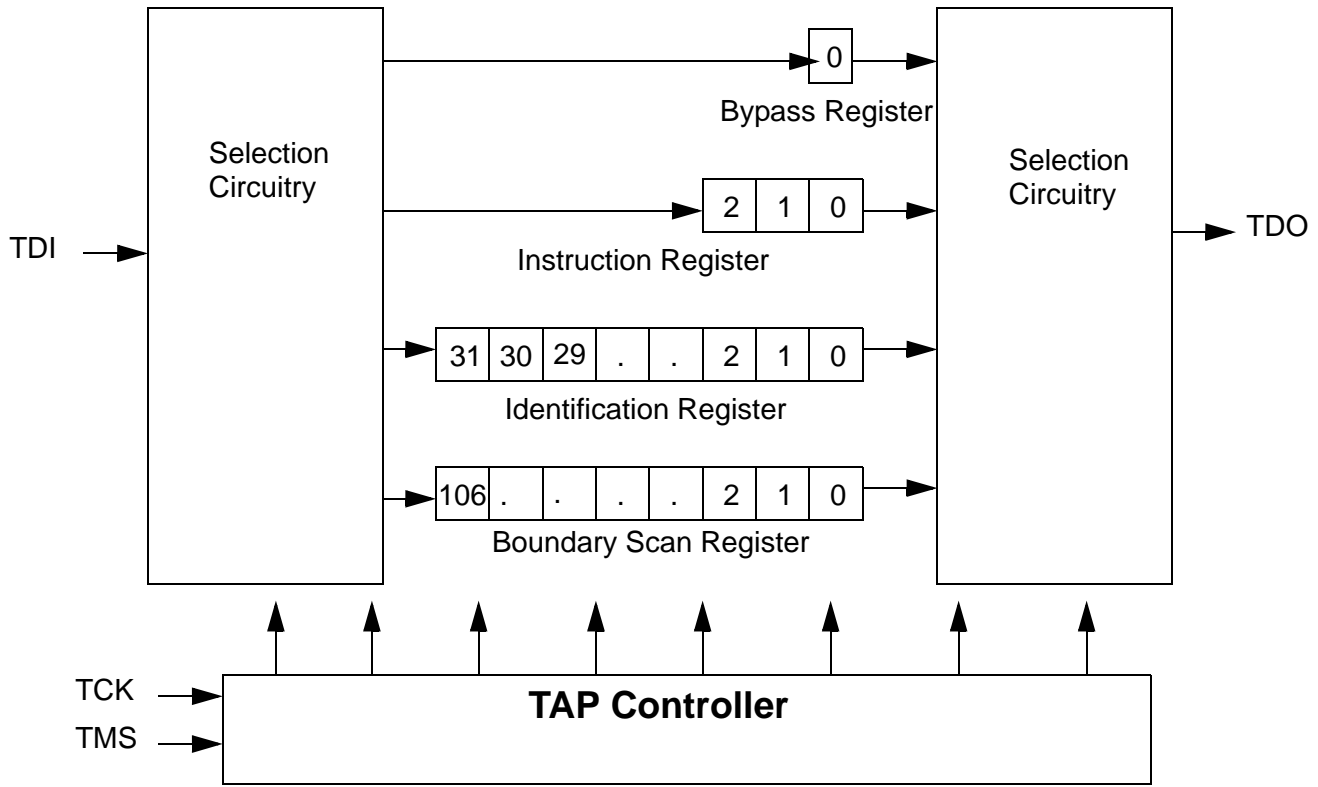 0
Bypass Register
Selection
Circuitry
Selection
Circuitry
2 1 0
TDI
TDO
Instruction Register
31 30 29 . . 2 1 0
Identification Register
106 . . . . 2 1 0
Boundary Scan Register
TCK
TAP Controller
TMS